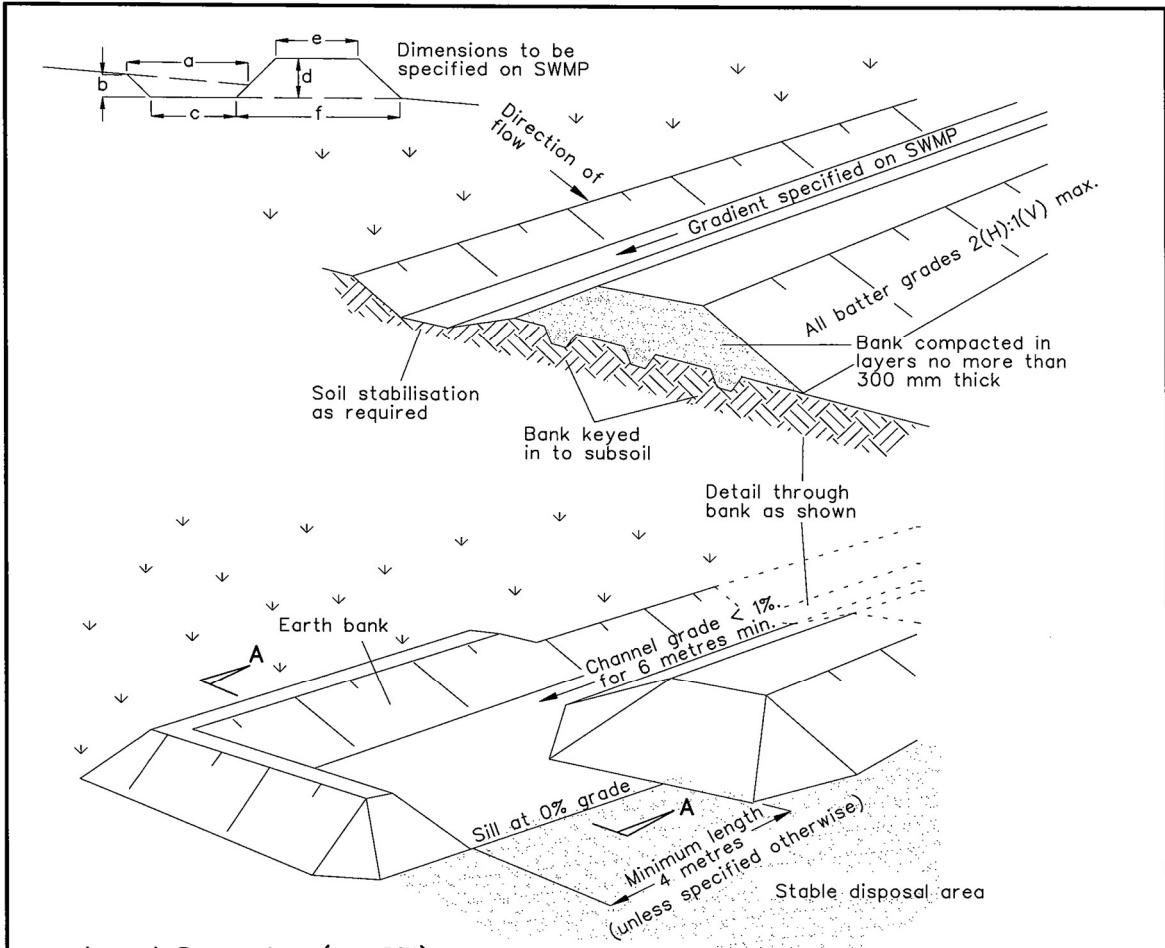 e
Dimensions to be
specified on SWMP
a
b
d
c
f
Direction of
flow
Gradient specified on SWMP
All batter grades 2(H):1(V) max.
Bank compacted in
layers no more than
300 mm thick
Soil stabilisation
as required
Bank keyed
in to subsoil
Detail through
bank as shown
Channel grade < 1%.
for 6 metres min.
Earth bank
A
Sill at 0% grade
A
Minimum length
4 metres
(unless specified otherwise)
Stable disposal area